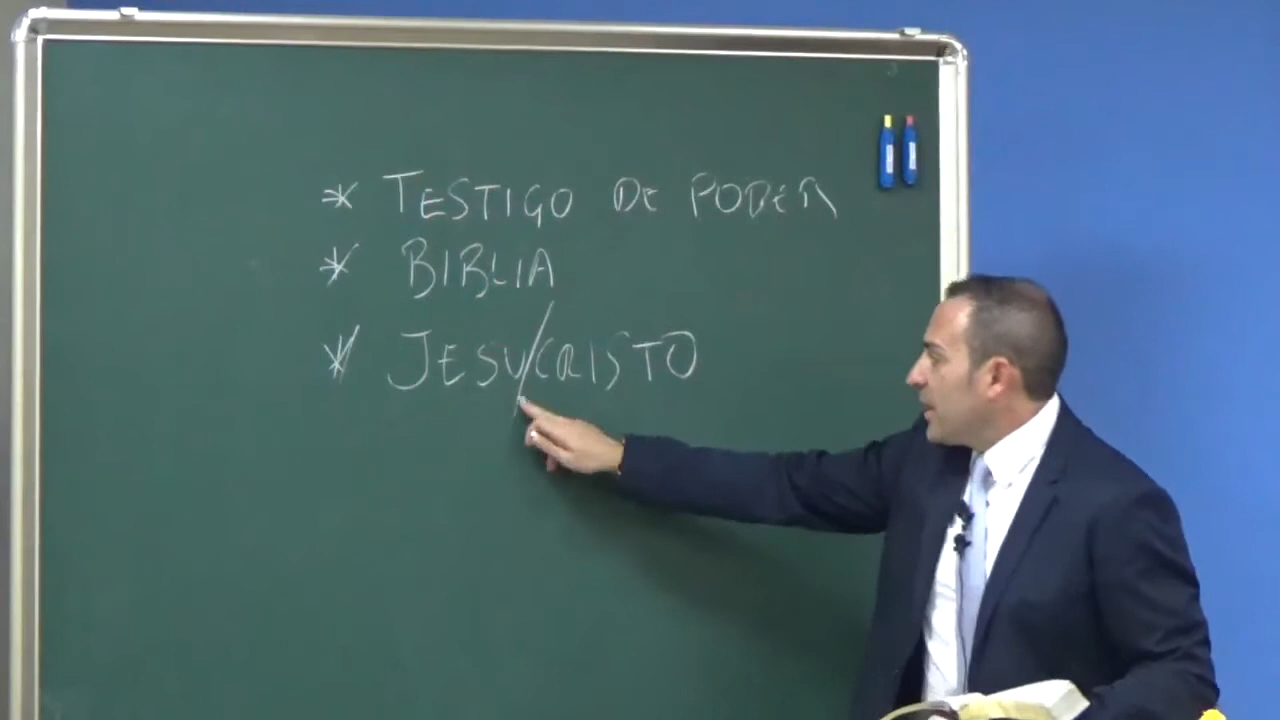 * TESTIGO DE PODER
* BIBLIA
* JESU/CRISTO